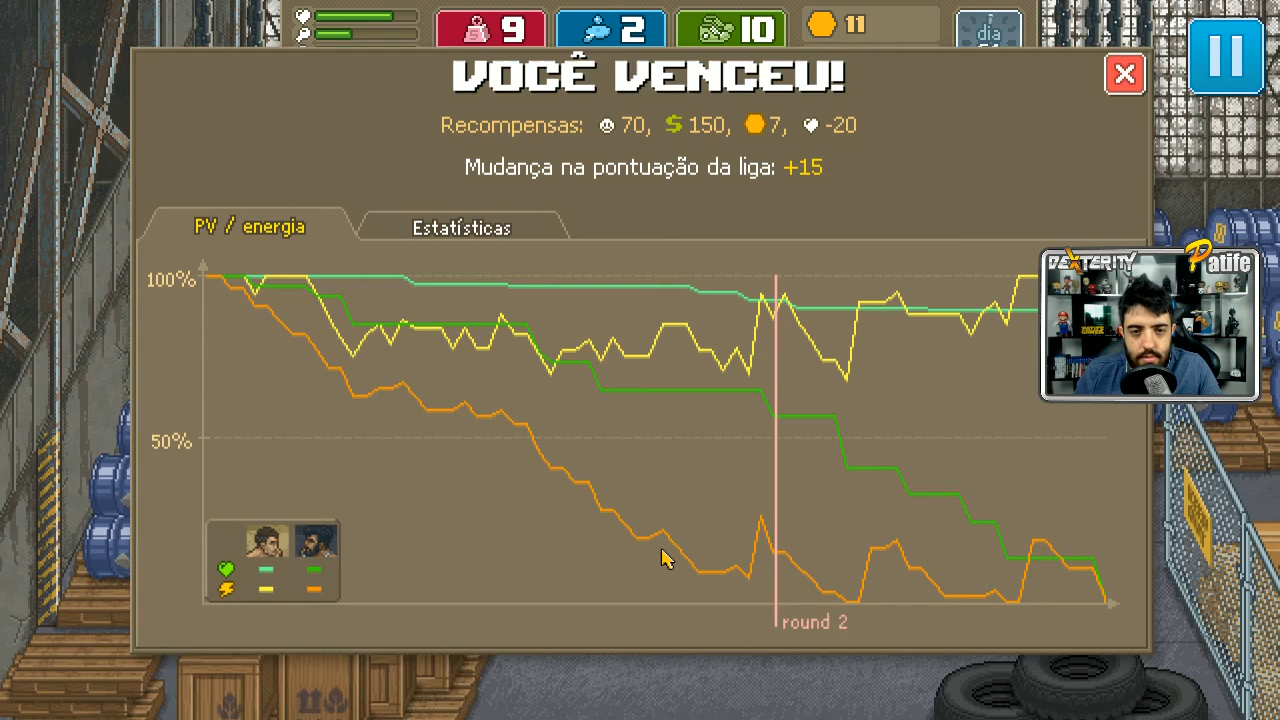 9 2 10 11 dia
VOCÊ VENCEU!
Recompensas: 70, $ 150, 7, -20
Mudança na pontuação da liga: +15
PV / energia Estatísticas
100%
DEXTERITY Patife
50%
round 2